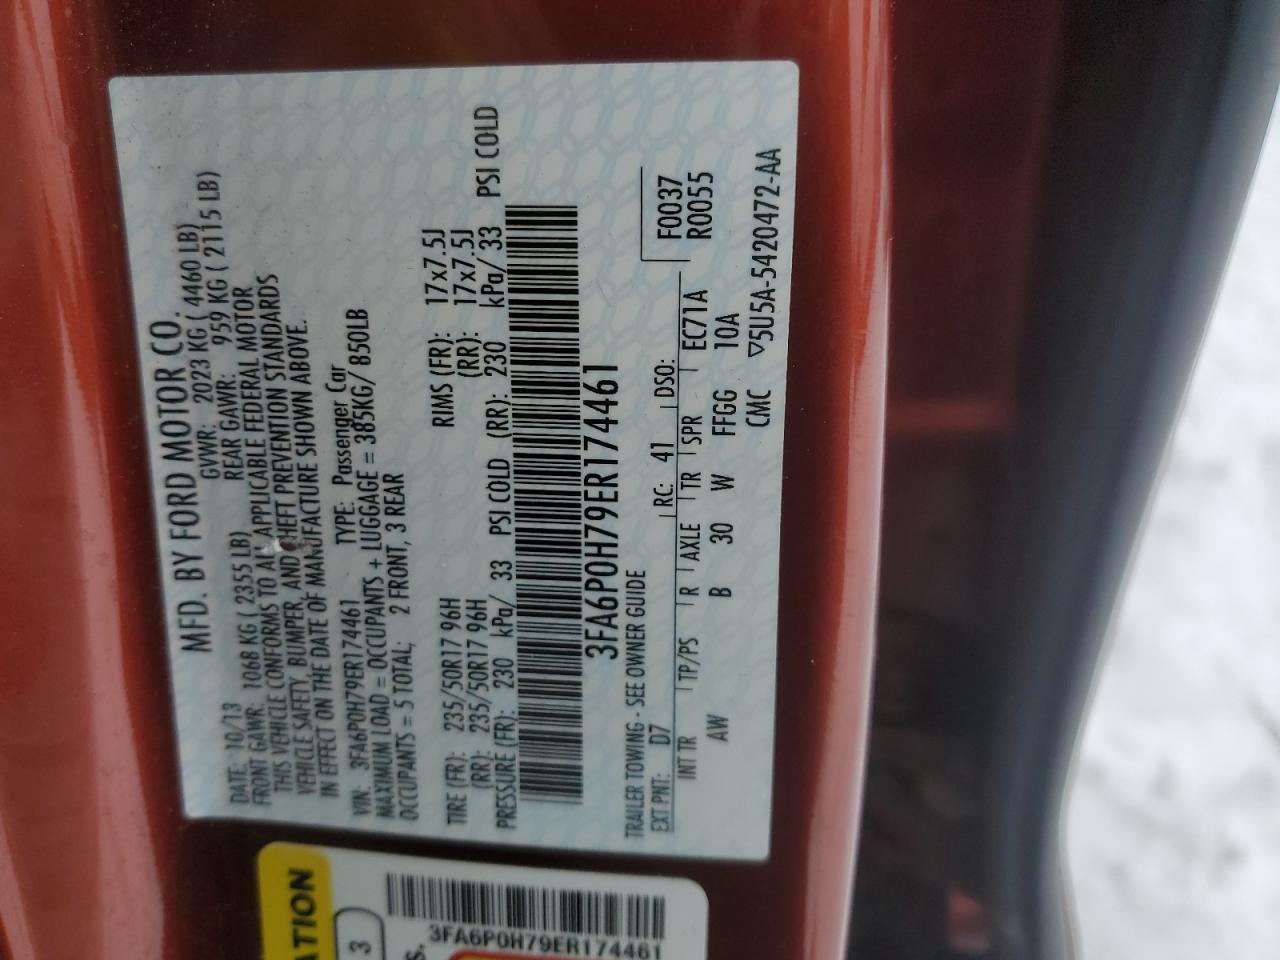 MFD. BY FORD MOTOR CO.
DATE: 10/13 GVWR: 2023 KG ( 4460 LB)
FRONT GAWR: 1068 KG ( 2355 LB) REAR GAWR: 959 KG ( 2115 LB)
THIS VEHICLE CONFORMS TO ALL APPLICABLE FEDERAL MOTOR
VEHICLE SAFETY, BUMPER, AND THEFT PREVENTION STANDARDS
IN EFFECT ON THE DATE OF MANUFACTURE SHOWN ABOVE.
VIN: 3FA6P0H79ER174461 TYPE: Passenger Car
MAXIMUM LOAD = OCCUPANTS + LUGGAGE = 385KG/ 850LB
OCCUPANTS = 5 TOTAL; 2 FRONT, 3 REAR
TIRE (FR): 235/50R17 96H RIMS (FR): 17x7.5J
(RR): 235/50R17 96H (RR): 17x7.5J
PRESSURE (FR): 230 kPa/ 33 PSI COLD (RR): 230 kPa/ 33 PSI COLD
3FA6P0H79ER174461
TRAILER TOWING - SEE OWNER GUIDE
F0037
R0055
EXT PNT: D7 RC: 41 DSO:
INT TR TP/PS R AXLE TR SPR EC71A
AW B 30 W FFGG 10A
CMC ▽5U5A-5420472-AA
ATION
3
s.
3FA6P0H79ER174461